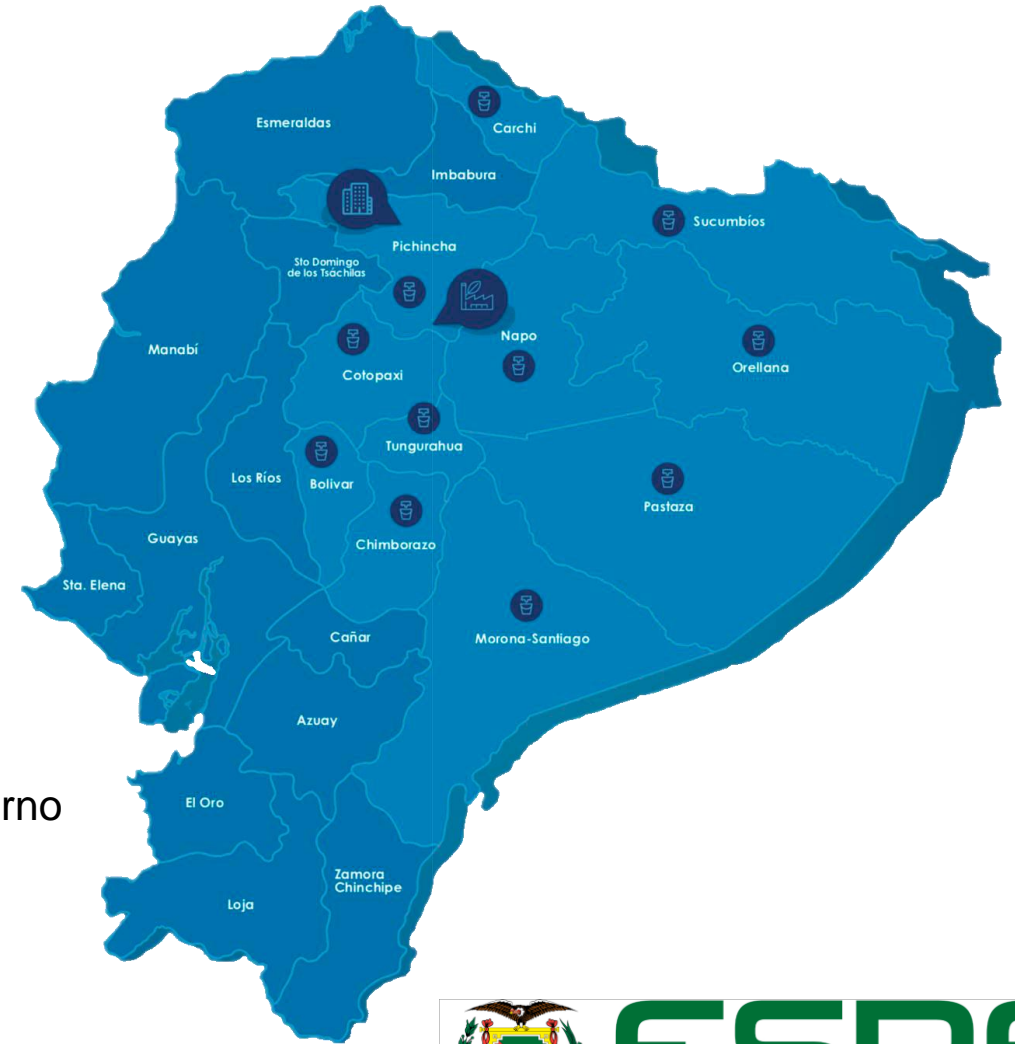 Esmeraldas
Carchi
Imbabura
Sucumbíos
Pichincha
Sto Domingo
de los Tsáchilas
Napo
Manabí
Orellana
Cotopaxi
Tungurahua
Los Ríos
Bolivar
Pastaza
Guayas
Chimborazo
Sta. Elena
Cañar
Morona-Santiago
Azuay
El Oro
rno
Zamora
Chinchipe
Loja